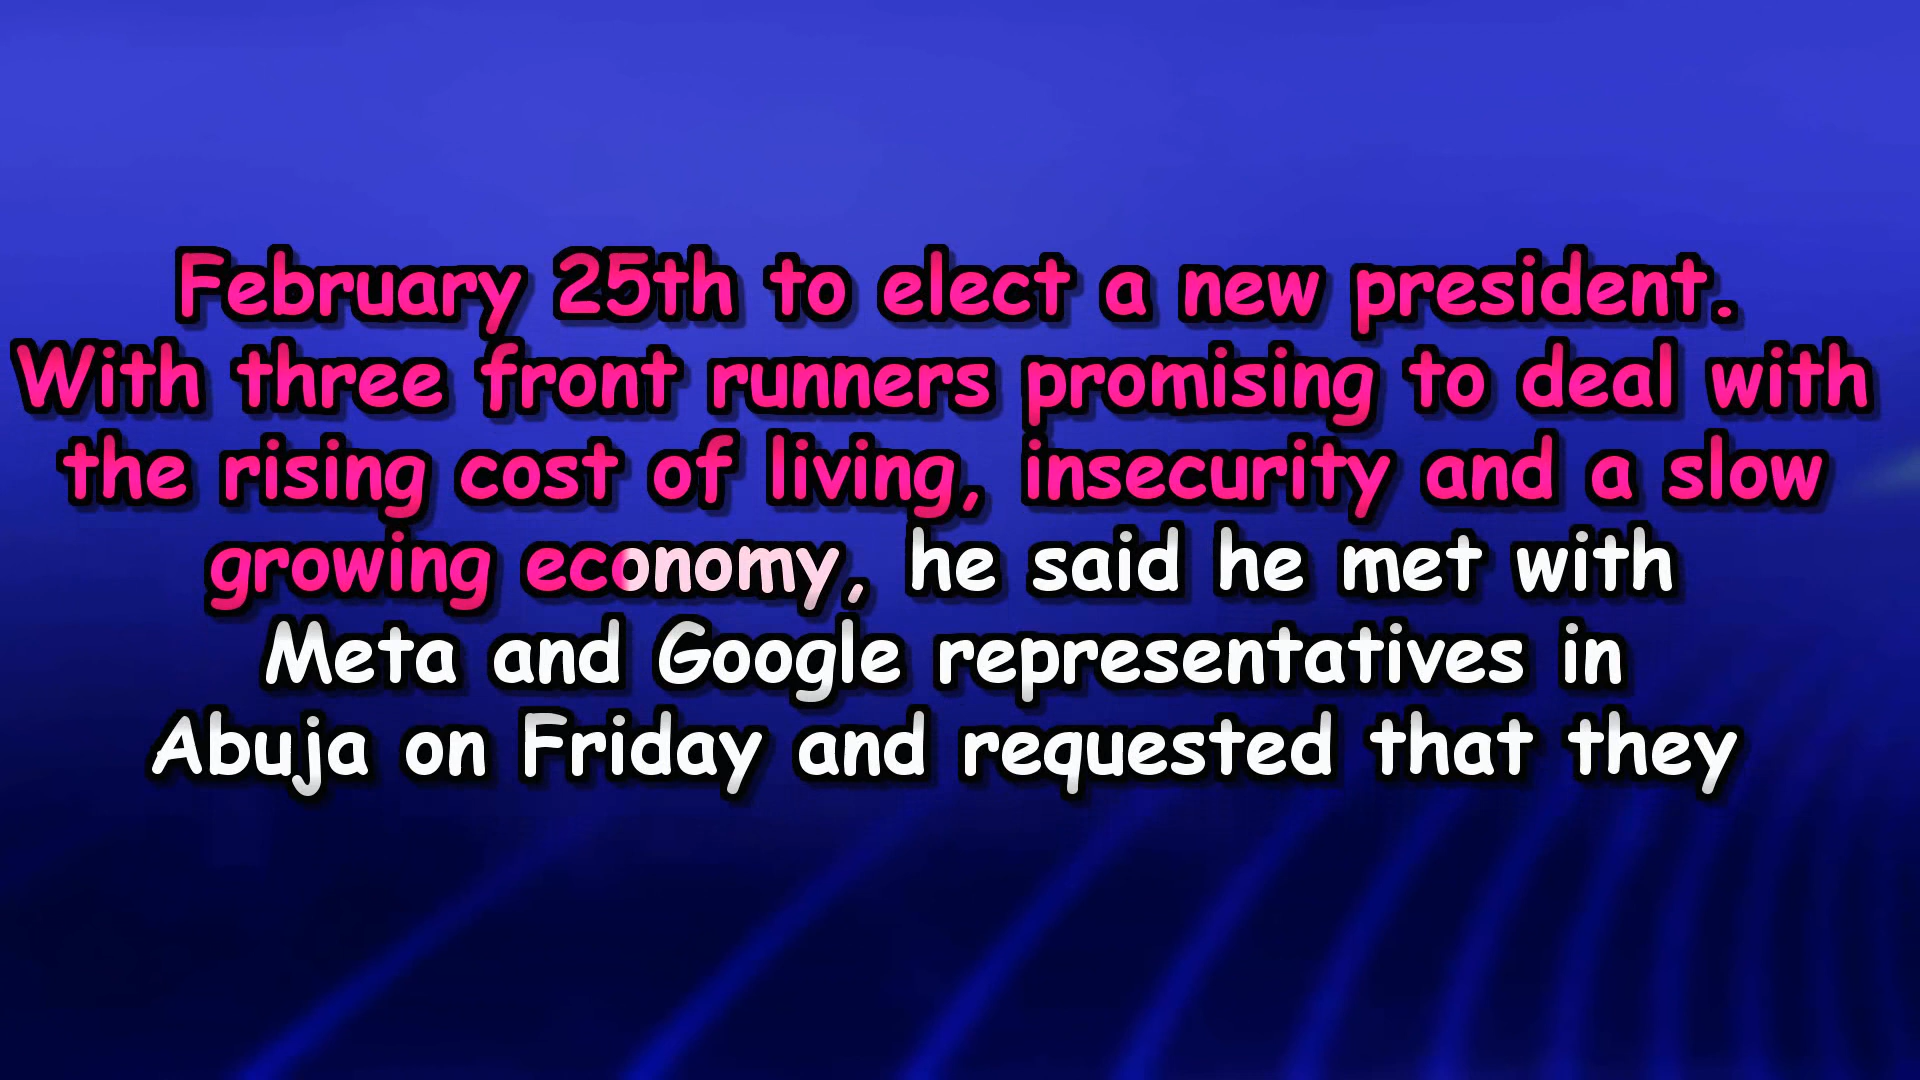 February 25th to elect a new president.
With three front runners promising to deal with
the rising cost of living, insecurity and a slow
growing economy, he said he met with
Meta and Google representatives in
Abuja on Friday and requested that they